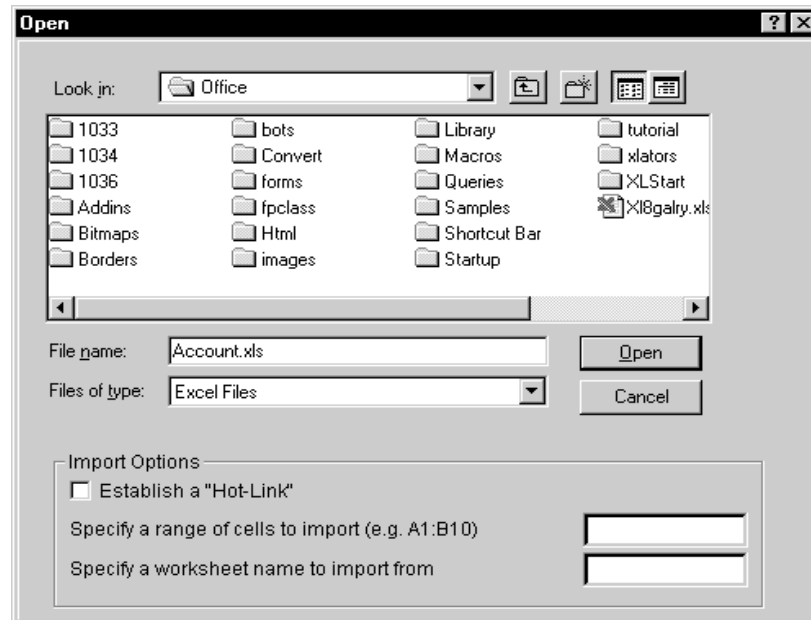 Open
Look in: Office
1033 bots Library tutorial
1034 Convert Macros xlators
1036 forms Queries XLStart
Addins fpclass Samples Xl8galry.xls
Bitmaps Html Shortcut Bar
Borders images Startup
File name: Account.xls Open
Files of type: Excel Files Cancel
Import Options
Establish a "Hot-Link"
Specify a range of cells to import (e.g. A1:B10)
Specify a worksheet name to import from